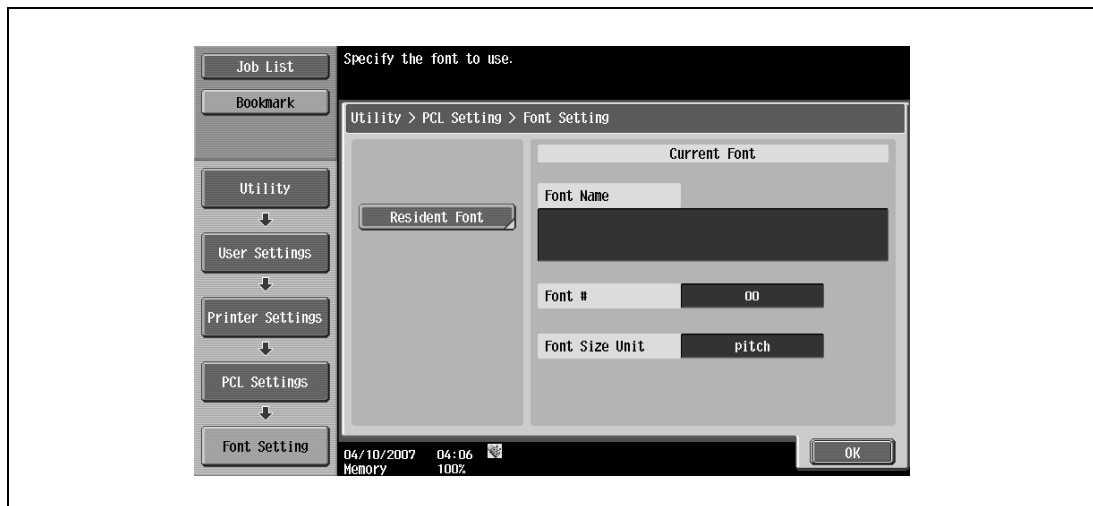 Job List
Bookmark
Utility
User Settings
Printer Settings
PCL Settings
Font Setting
Specify the font to use.
Utility > PCL Setting > Font Setting
Resident Font
Current Font
Font Name
Font # 00
Font Size Unit pitch
04/10/2007 04:06
Memory 100%
OK